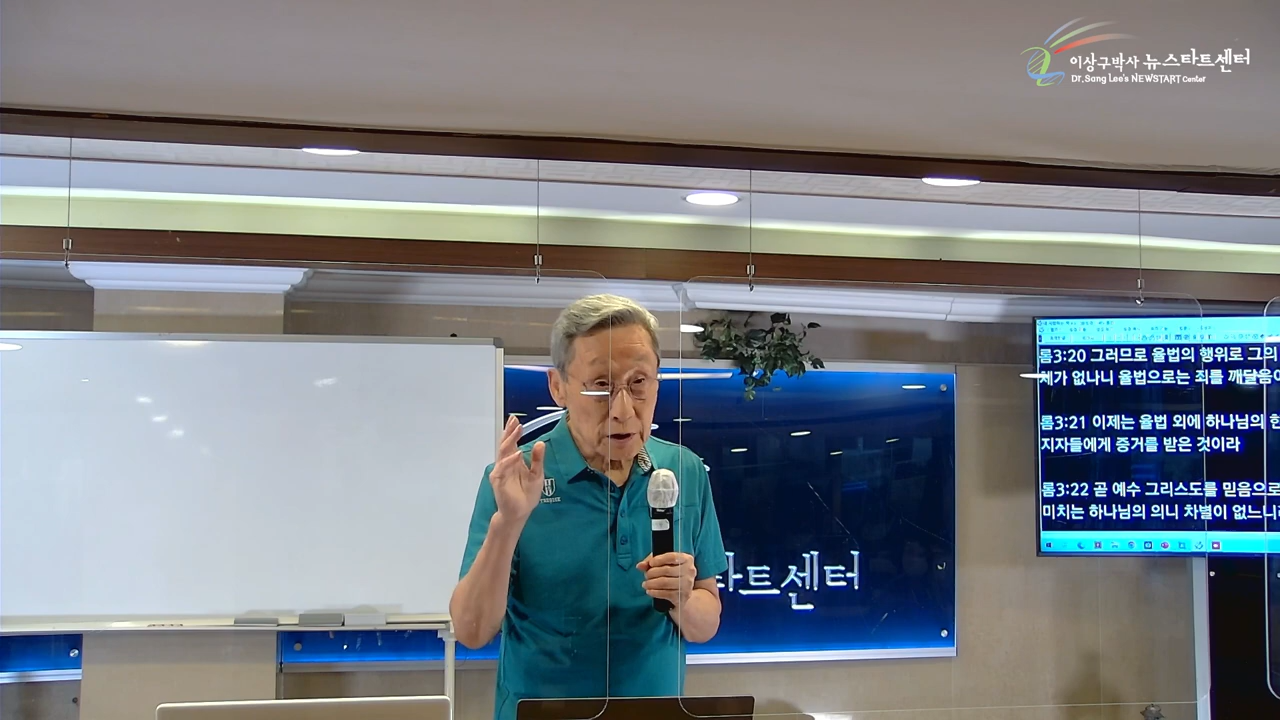 이상구박사 뉴스타트센터
Dr. Sang Lee's NEWSTART Center
롬3:20 그러므로 율법의 행위로 그의
체가 없나니 율법으로는 죄를 깨달음이
롬3:21 이제는 율법 외에 하나님의 한
지자들에게 증거를 받은 것이라
롬3:22 곧 예수 그리스도를 믿음으로
미치는 하나님의 의니 차별이 없느니라
타트센터